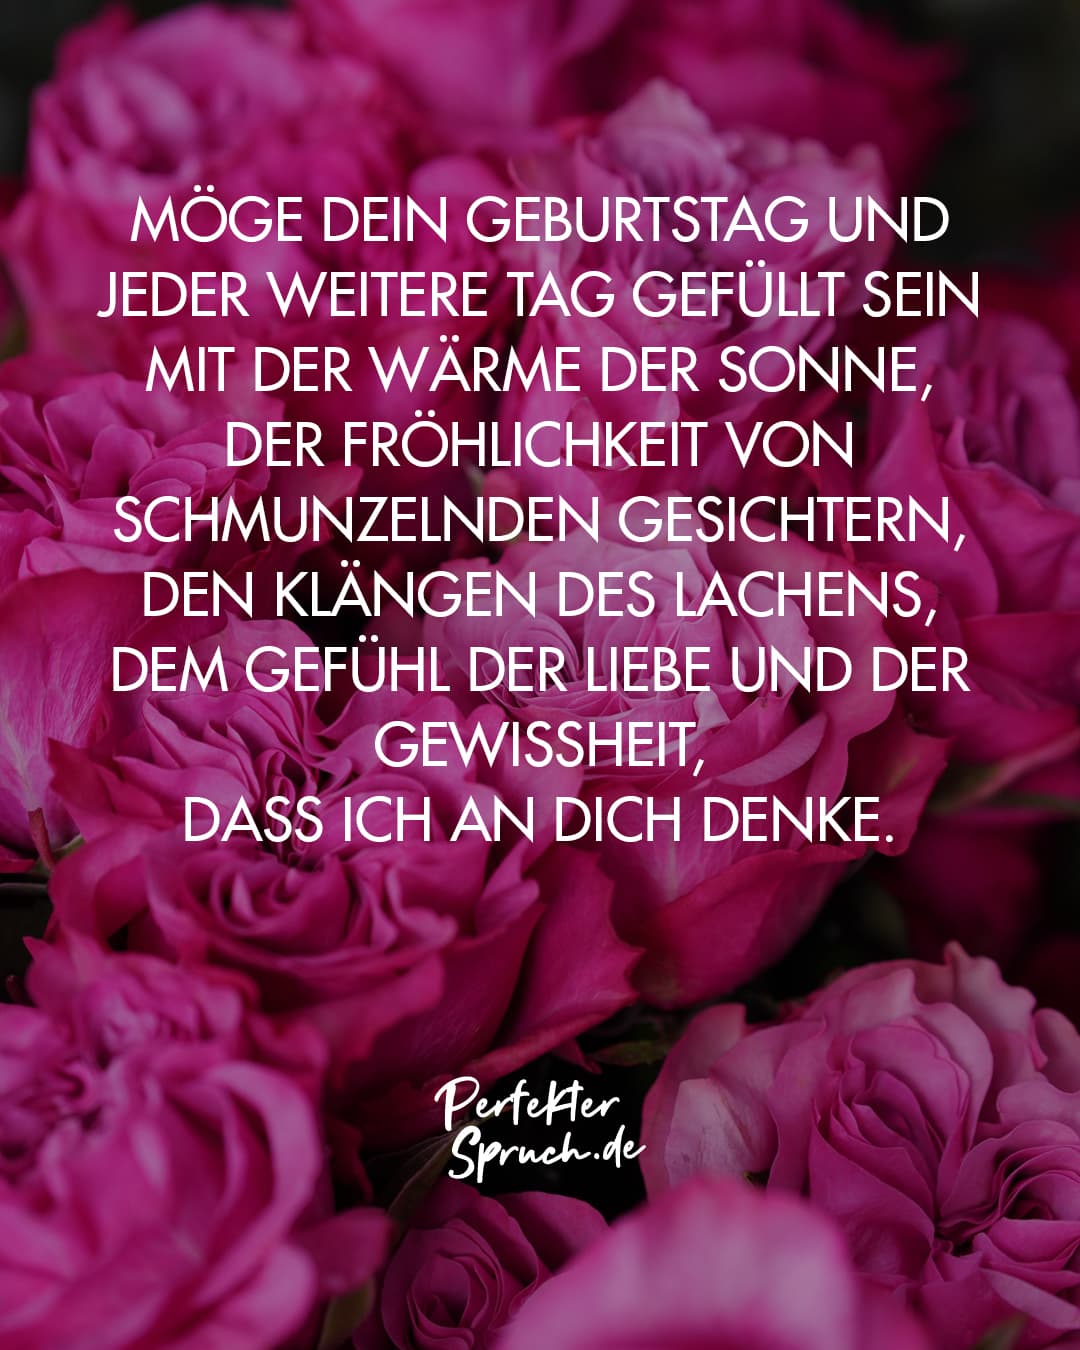 MÖGE DEIN GEBURTSTAG UND
JEDER WEITERE TAG GEFÜLLT SEIN
MIT DER WÄRME DER SONNE,
DER FRÖHLICHKEIT VON
SCHMUNZELNDEN GESICHTERN,
DEN KLÄNGEN DES LACHENS,
DEM GEFÜHL DER LIEBE UND DER
GEWISSHEIT,
DASS ICH AN DICH DENKE.
Perfekter
Spruch.de